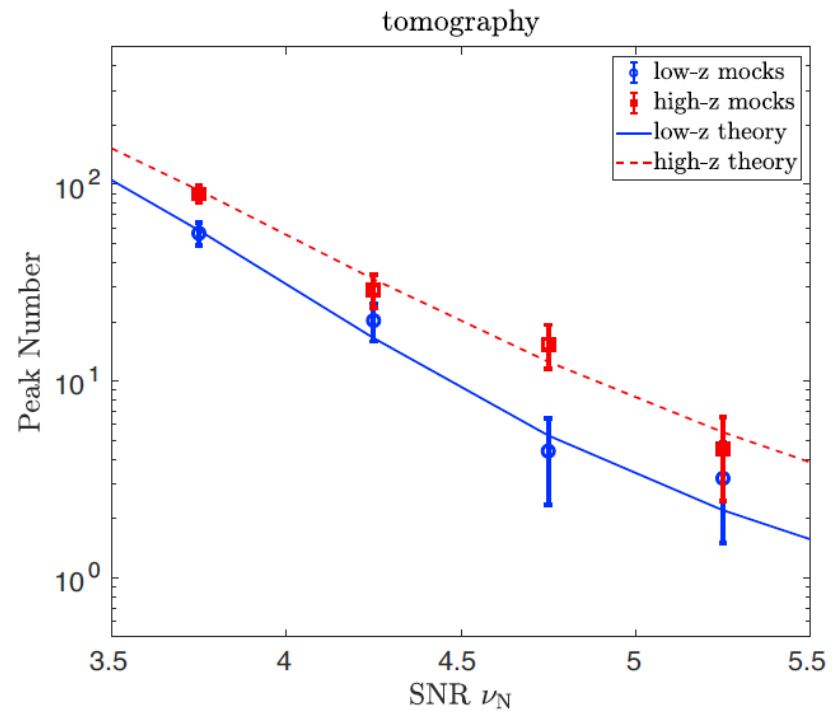 tomography
low-z mocks
high-z mocks
low-z theory
high-z theory
Peak Number
10²
10¹
10⁰
3.5 4 4.5 5 5.5
SNR ν_N